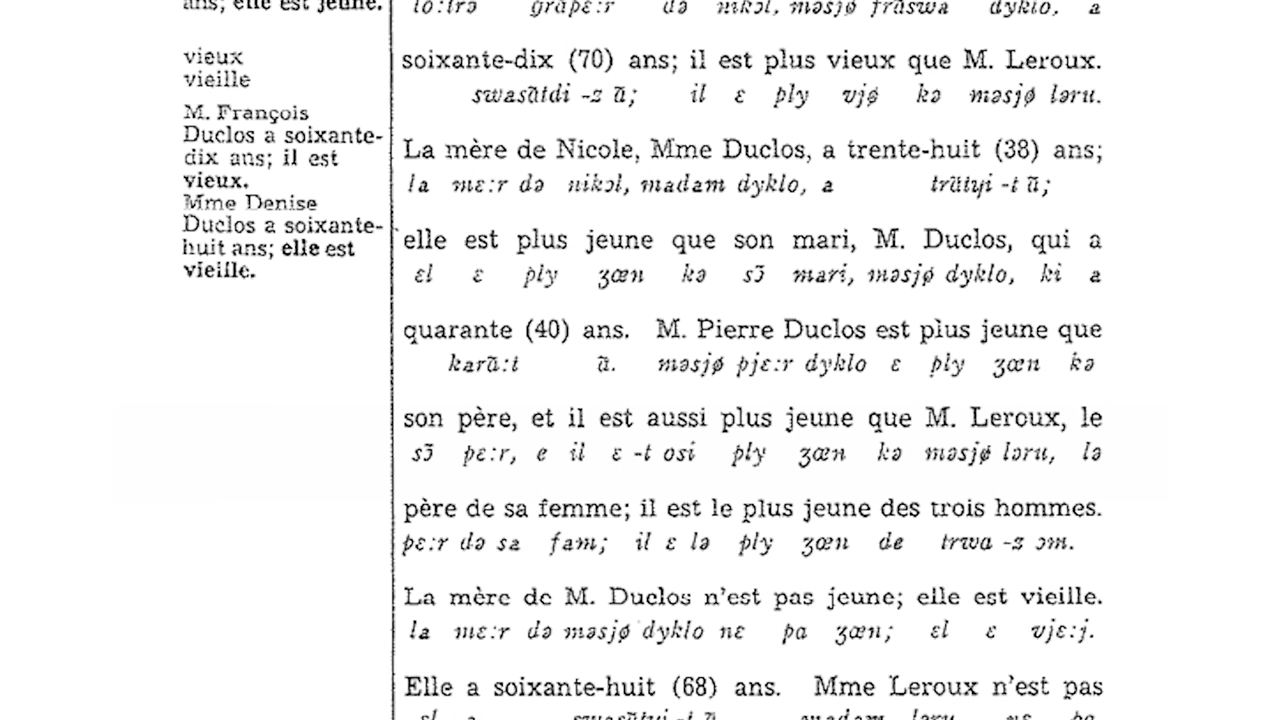 ans; elle est jeune.
vieux
vieille
M. François
Duclos a soixante-
dix ans; il est
vieux.
Mme Denise
Duclos a soixante-
huit ans; elle est
vieille.
lo:trə grãpɛ:r də nikɔl, məsjø frãswa dyklo, a
soixante-dix (70) ans; il est plus vieux que M. Leroux.
swasãtdi -z ã; il ɛ ply vjø kə məsjø ləru.
La mère de Nicole, Mme Duclos, a trente-huit (38) ans;
la mɛ:r də nikɔl, madam dyklo, a trãtɥi -t ã;
elle est plus jeune que son mari, M. Duclos, qui a
ɛl ɛ ply ʒœn kə sɔ̃ mari, məsjø dyklo, ki a
quarante (40) ans. M. Pierre Duclos est plus jeune que
karã:t ã. məsjø pjɛ:r dyklo ɛ ply ʒœn kə
son père, et il est aussi plus jeune que M. Leroux, le
sɔ̃ pɛ:r, e il ɛ -t osi ply ʒœn kə məsjø ləru, lə
père de sa femme; il est le plus jeune des trois hommes.
pɛ:r də sa fam; il ɛ lə ply ʒœn de trwa -z ɔm.
La mère de M. Duclos n'est pas jeune; elle est vieille.
la mɛ:r də məsjø dyklo nɛ pa ʒœn; ɛl ɛ vjɛ:j.
Elle a soixante-huit (68) ans. Mme Leroux n'est pas
ɛl a swasãtɥi -t ã madam ləru nɛ pa